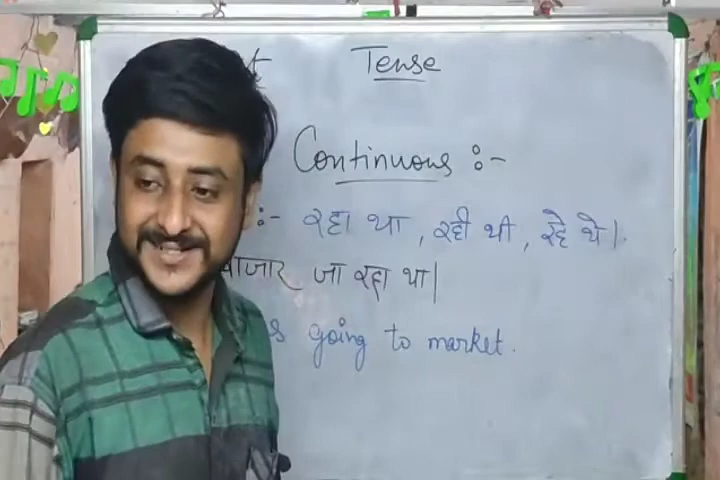 Tense
Continuous :-
:- रहा था , रही थी , रहे थे।
बाजार जा रहा था|
going to market.